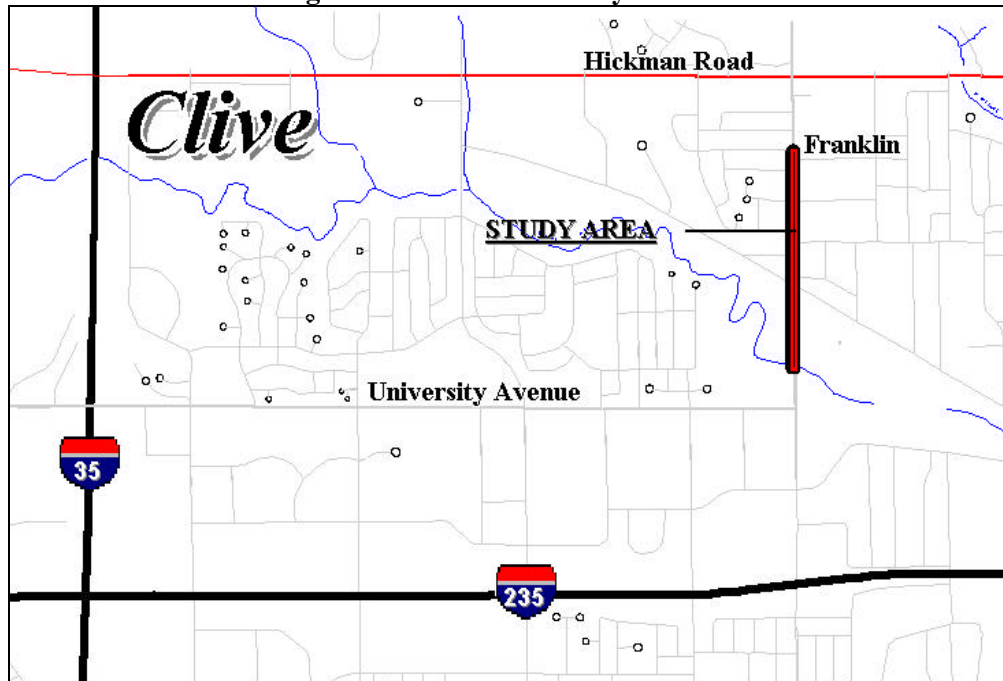 Hickman Road
Clive
Franklin
STUDY AREA
University Avenue
35
235